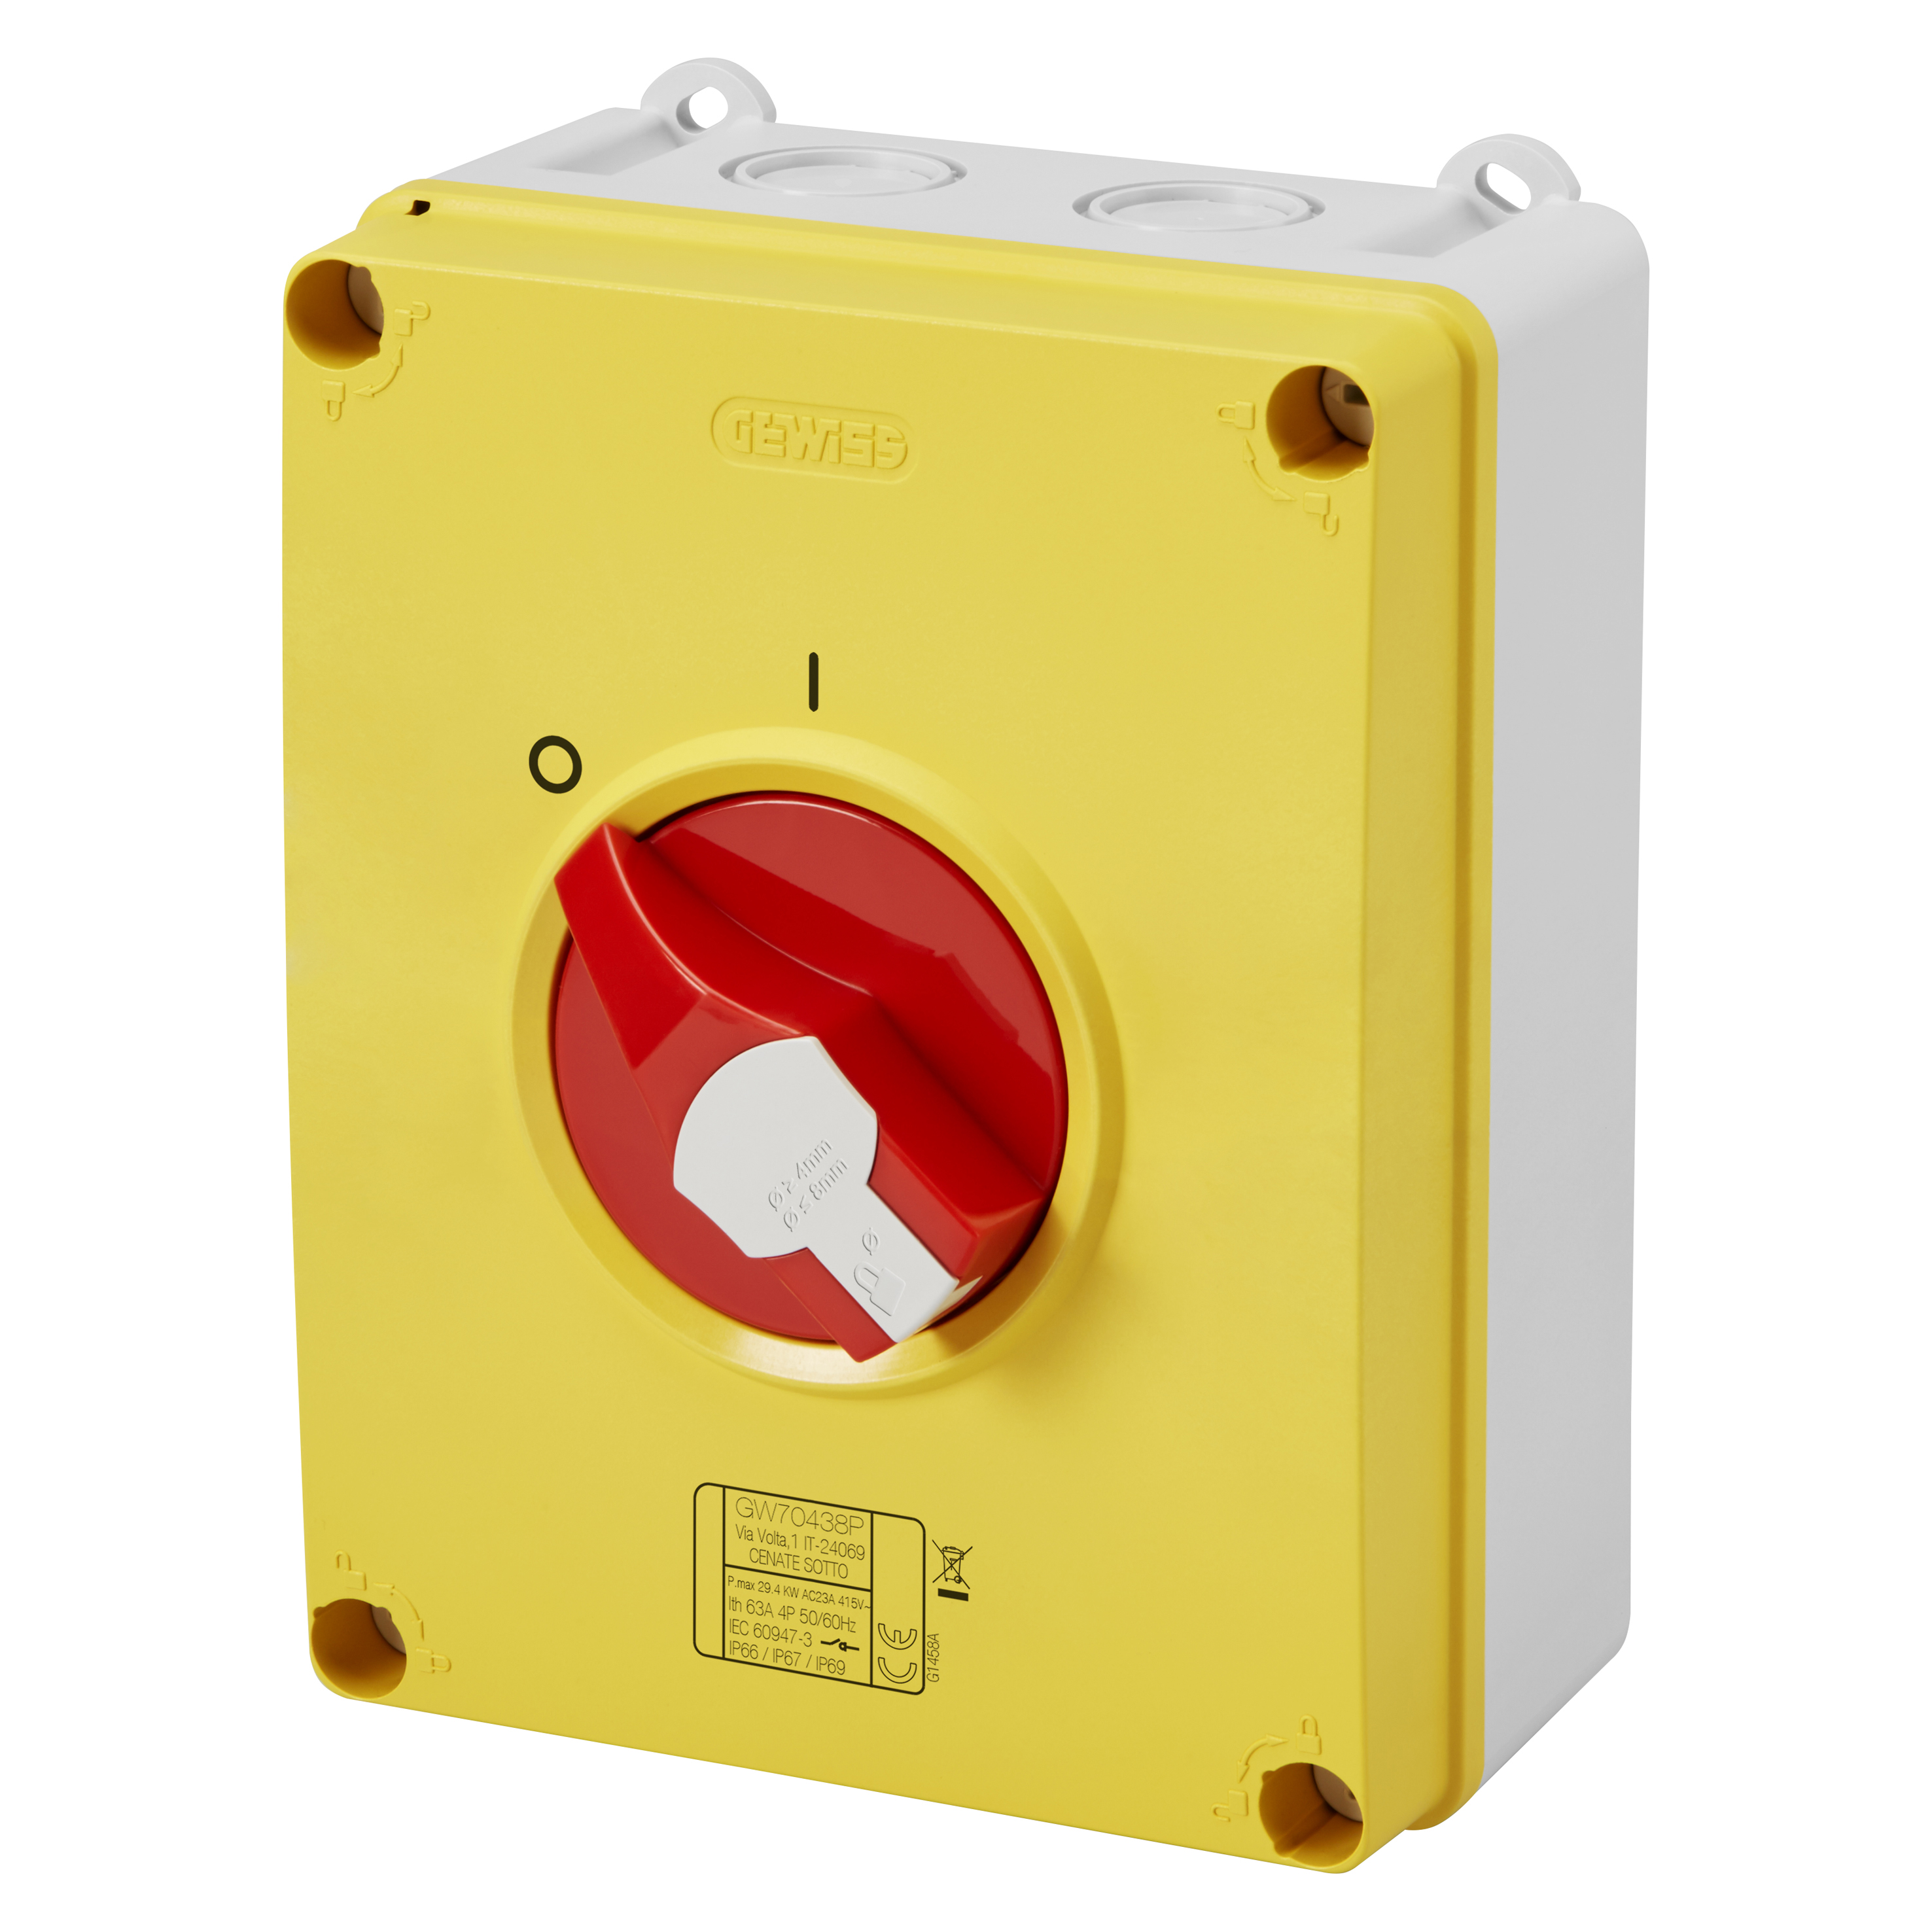 GEWISS
I
O
Ø ≥ 4mm
Ø ≤ 8mm
Ø
GW70438P
Via Volta,1 IT-24069
CENATE SOTTO
P.max 29.4 KW AC23A 415V~
Ith 63A 4P 50/60Hz
IEC 60947-3
IP66 / IP67 / IP69
CE
G1458A